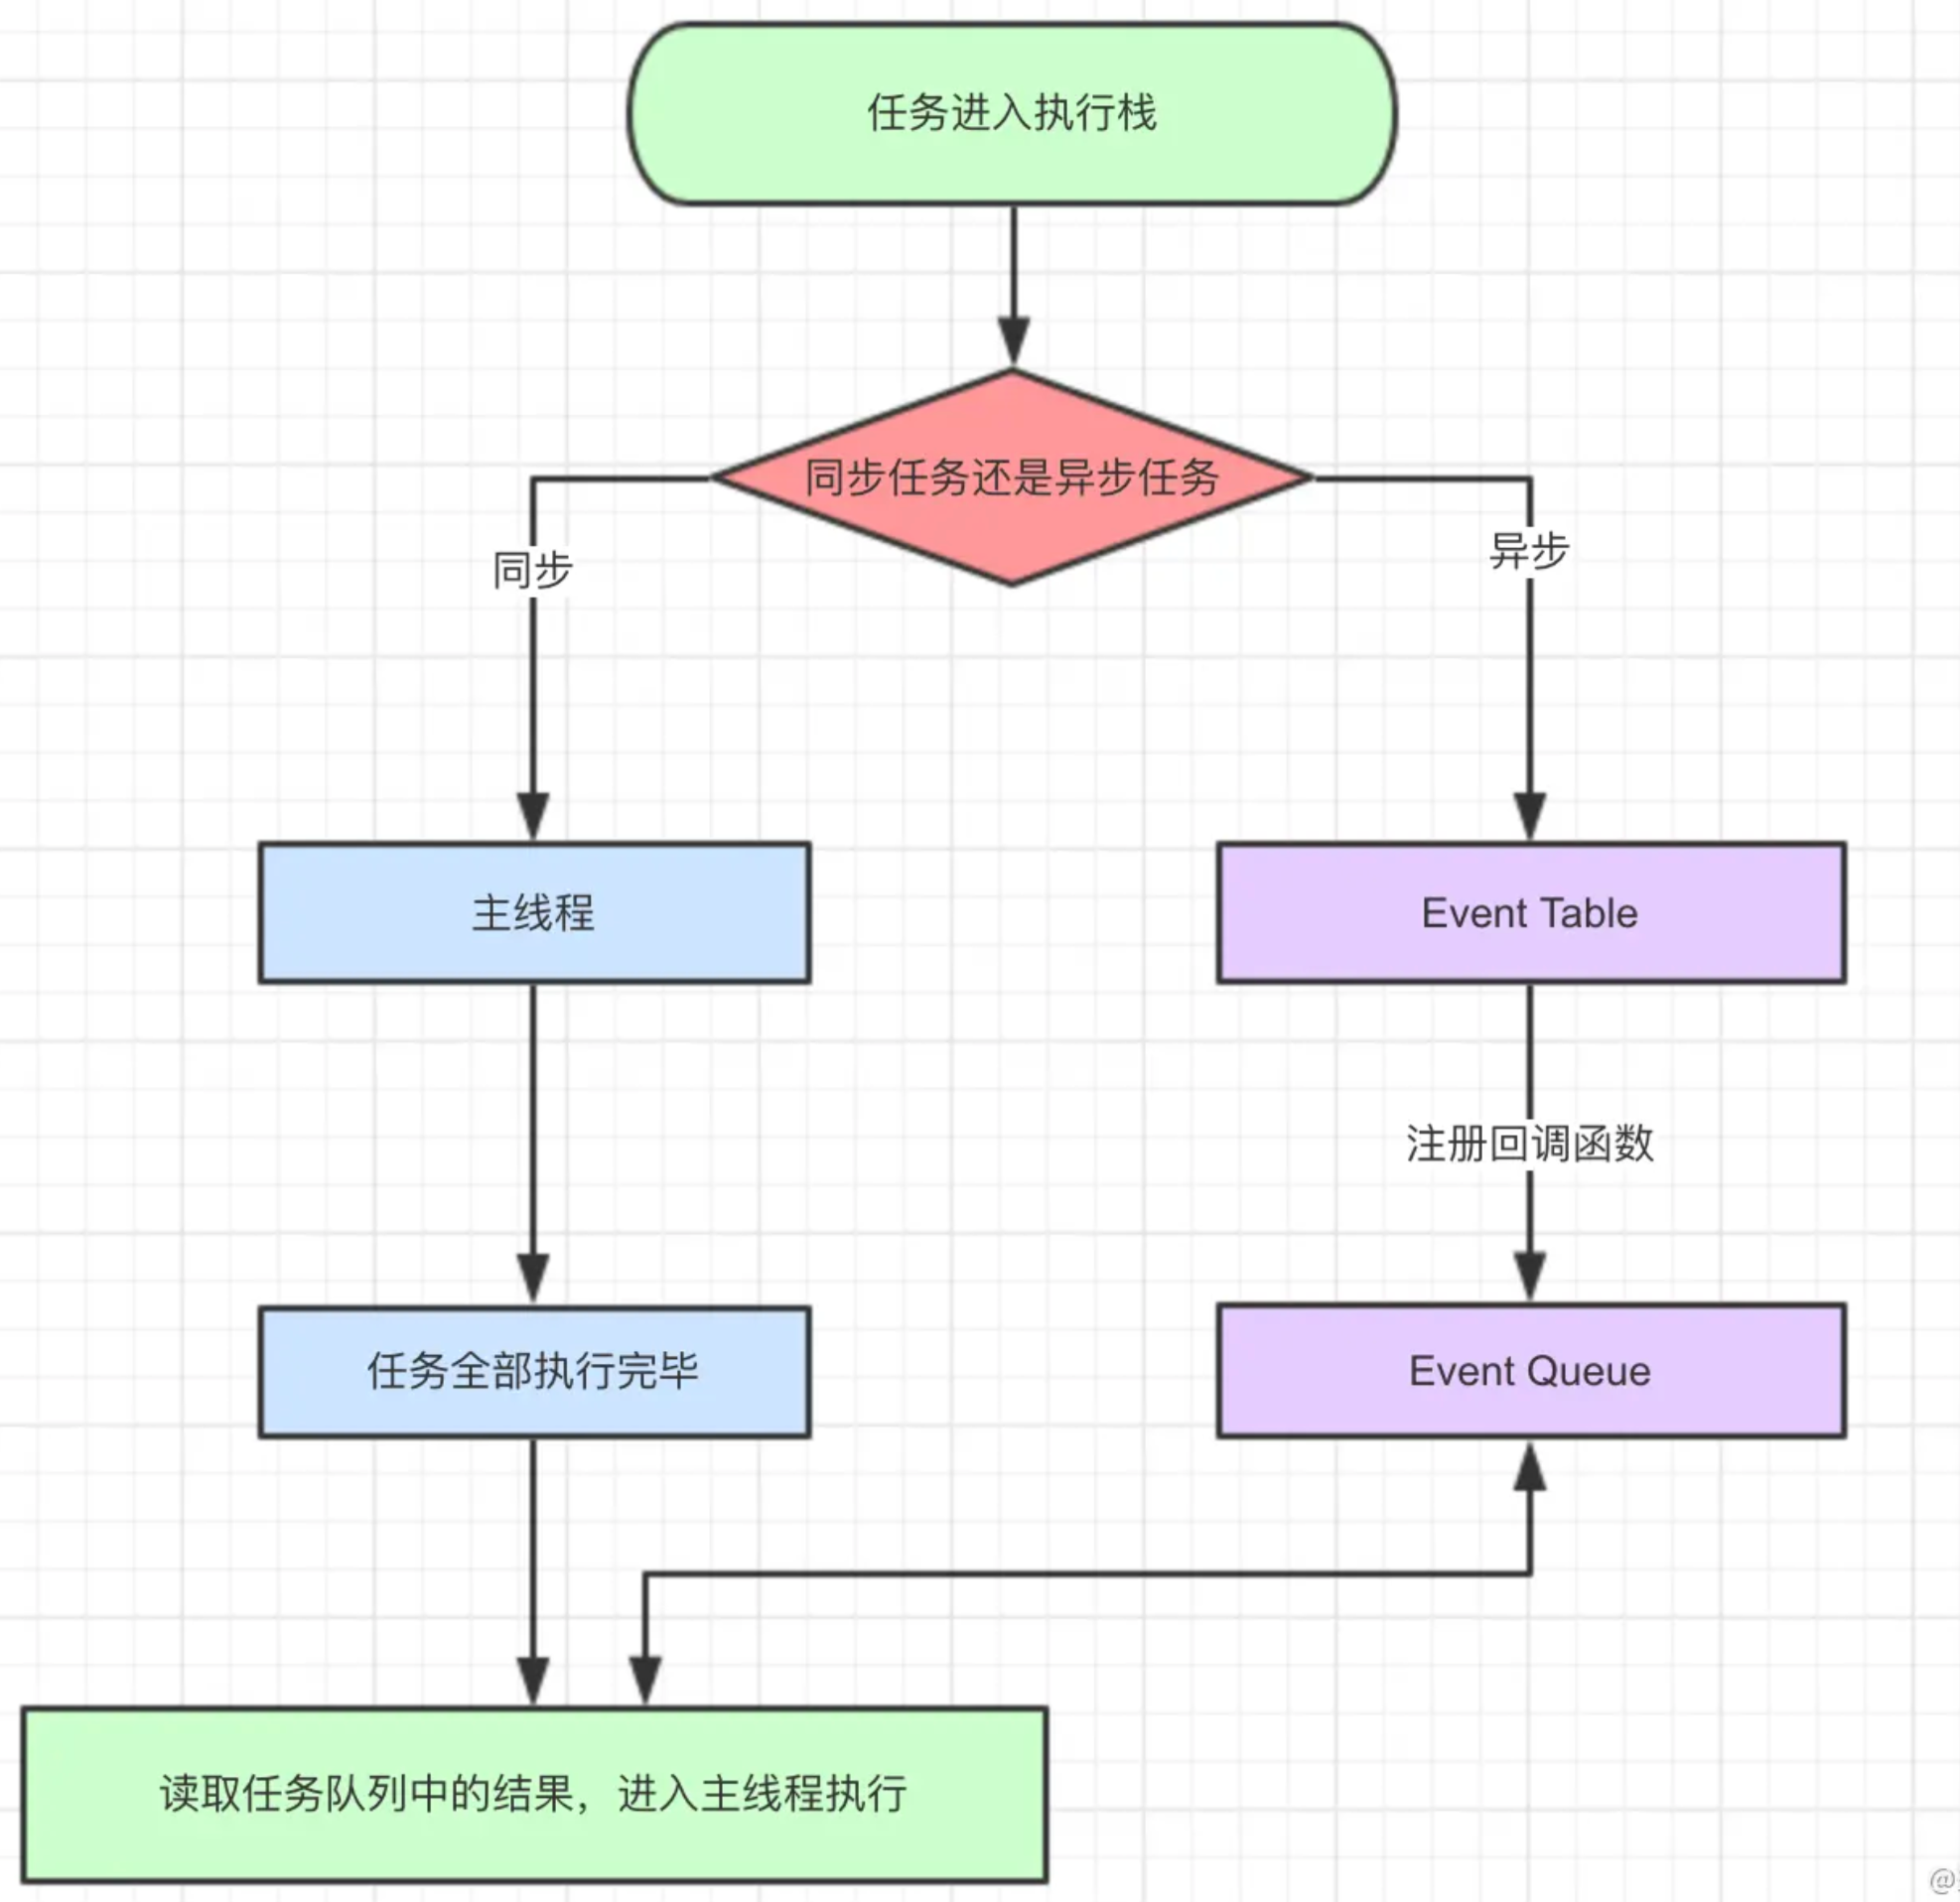 任务进入执行栈
同步任务还是异步任务
同步
异步
主线程
Event Table
注册回调函数
任务全部执行完毕
Event Queue
读取任务队列中的结果，进入主线程执行
@